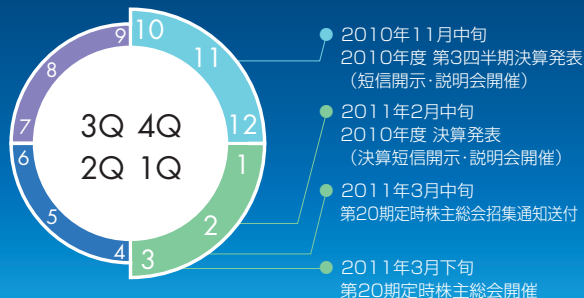 10
11
12
1
2
3
4
5
6
7
8
9
3Q 4Q
2Q 1Q
2010年11月中旬
2010年度 第3四半期決算発表
（短信開示・説明会開催）
2011年2月中旬
2010年度 決算発表
（決算短信開示・説明会開催）
2011年3月中旬
第20期定時株主総会招集通知送付
2011年3月下旬
第20期定時株主総会開催